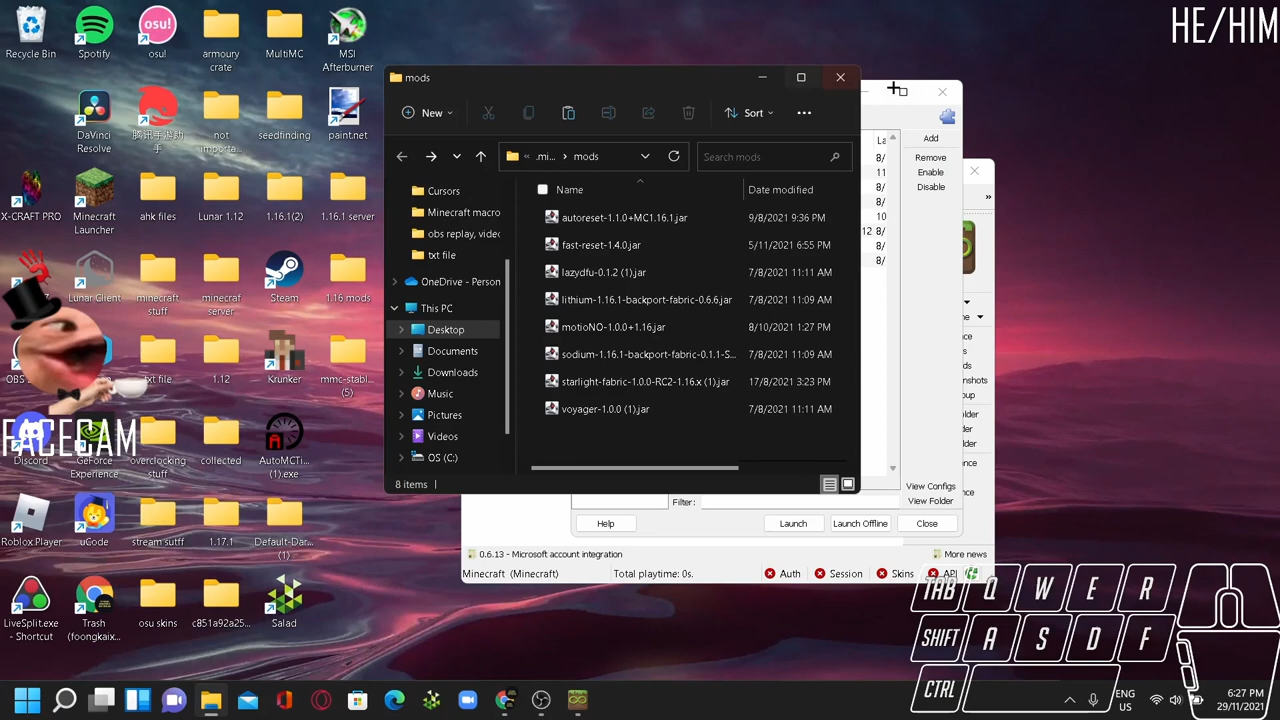 HE/HIM
Recycle Bin
Spotify
osu!
armoury crate
MultiMC
MSI Afterburner
DaVinci Resolve
腾讯手游助手
not importa...
seedfinding
paint.net
X-CRAFT PRO
Minecraft Launcher
ahk files
Lunar 1.12
1.16.1(2)
1.16.1 server
Lunar Client
minecraft stuff
minecraf server
Steam
1.16 mods
OBS
txt file
1.12
Krunker
mmc-stabl... (5)
FACECAM
Discord
GeForce Experience
overclocking stuff
collected
AutoMCTi... (1).exe
Roblox Player
uCode
stream sutff
1.17.1
Default-Dar... (1)
LiveSplit.exe - Shortcut
Trash (foongkaix...
osu skins
c851a92a25...
Salad
mods
New
Sort
« .mi... › mods
Search mods
Cursors
Minecraft macro
obs replay, videc
txt file
OneDrive - Person
This PC
Desktop
Documents
Downloads
Music
Pictures
Videos
OS (C:)
Name
Date modified
autoreset-1.1.0+MC1.16.1.jar 9/8/2021 9:36 PM
fast-reset-1.4.0.jar 5/11/2021 6:55 PM
lazydfu-0.1.2 (1).jar 7/8/2021 11:11 AM
lithium-1.16.1-backport-fabric-0.6.6.jar 7/8/2021 11:09 AM
motioNO-1.0.0+1.16.jar 8/10/2021 1:27 PM
sodium-1.16.1-backport-fabric-0.1.1-S... 7/8/2021 11:09 AM
starlight-fabric-1.0.0-RC2-1.16.x (1).jar 17/8/2021 3:23 PM
voyager-1.0.0 (1).jar 7/8/2021 11:11 AM
8 items
Add
Remove
Enable
Disable
View Configs
View Folder
Filter:
Help
Launch
Launch Offline
Close
0.6.13 - Microsoft account integration
More news
Minecraft (Minecraft)
Total playtime: 0s.
Auth
Session
Skins
API
TAB Q W E R
SHIFT A S D F
CTRL
ENG
US
6:27 PM
29/11/2021